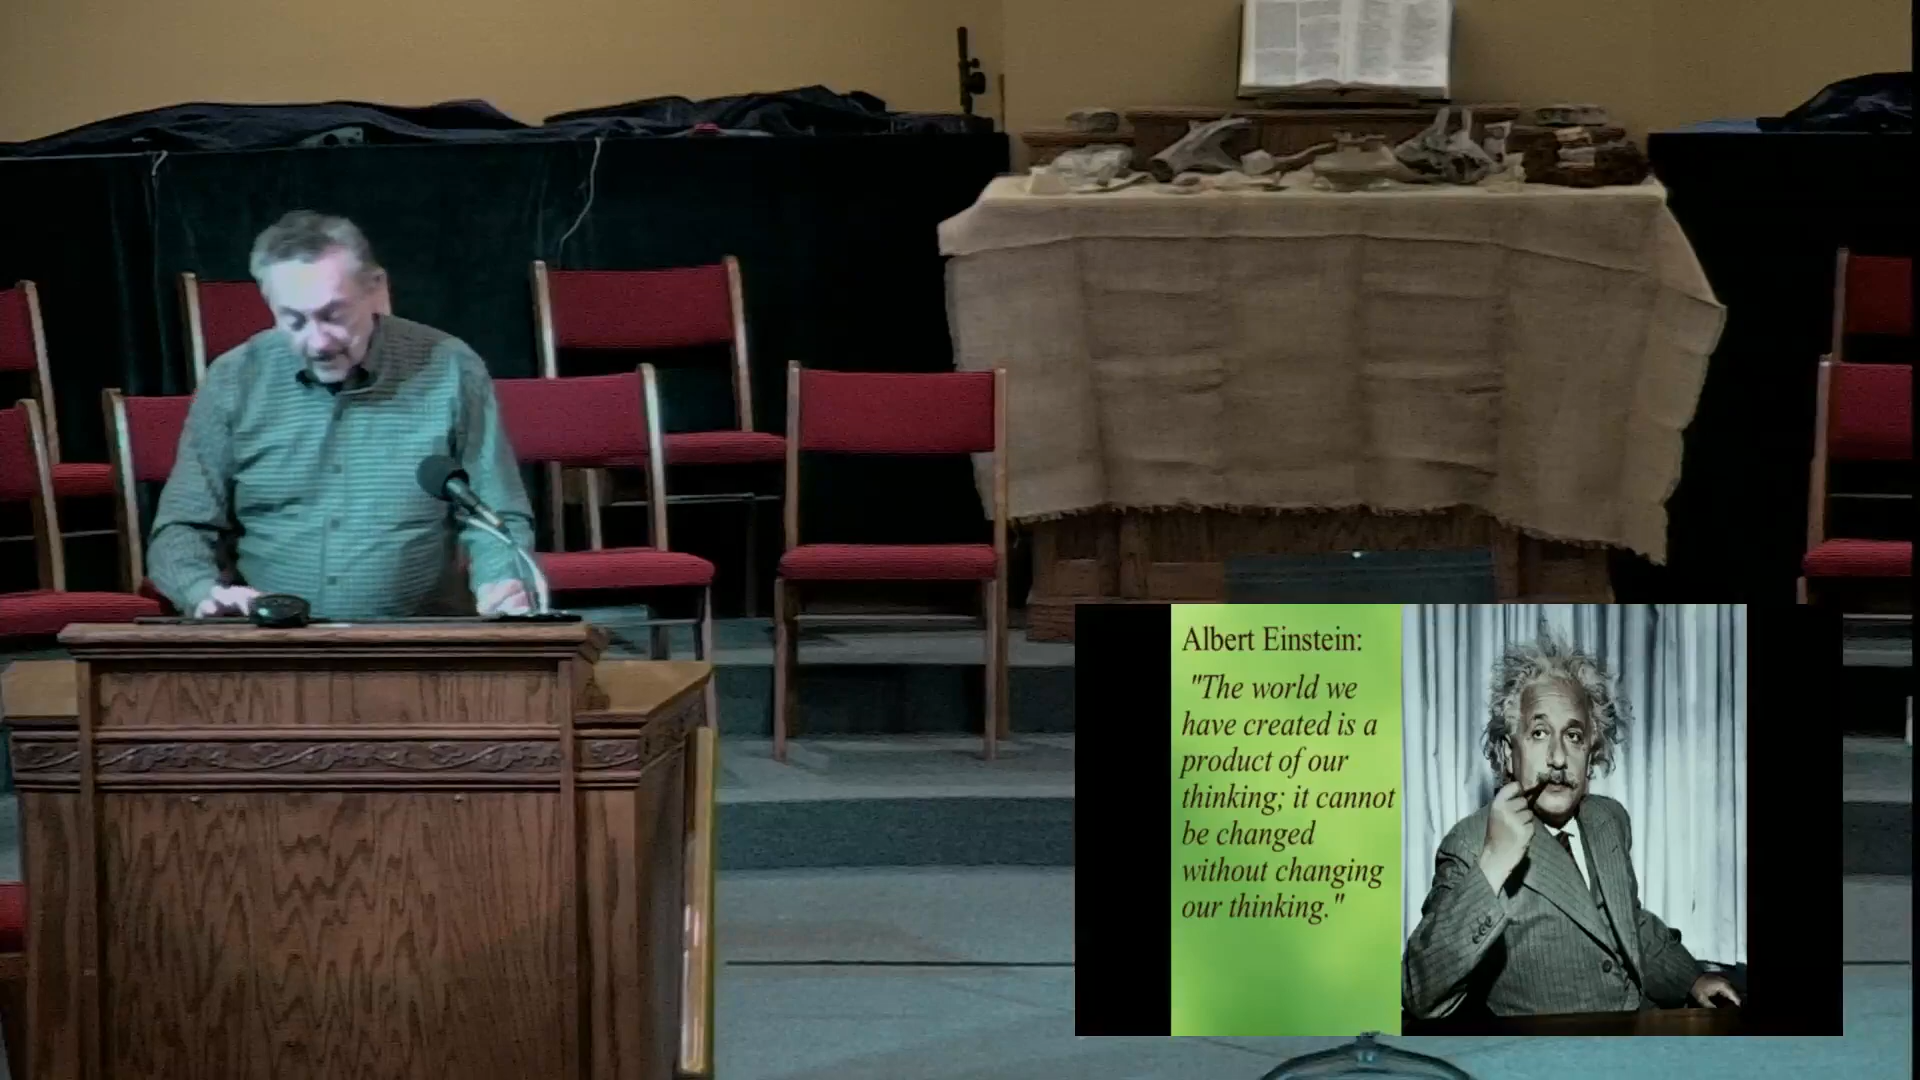 Albert Einstein:
"The world we
have created is a
product of our
thinking; it cannot
be changed
without changing
our thinking."